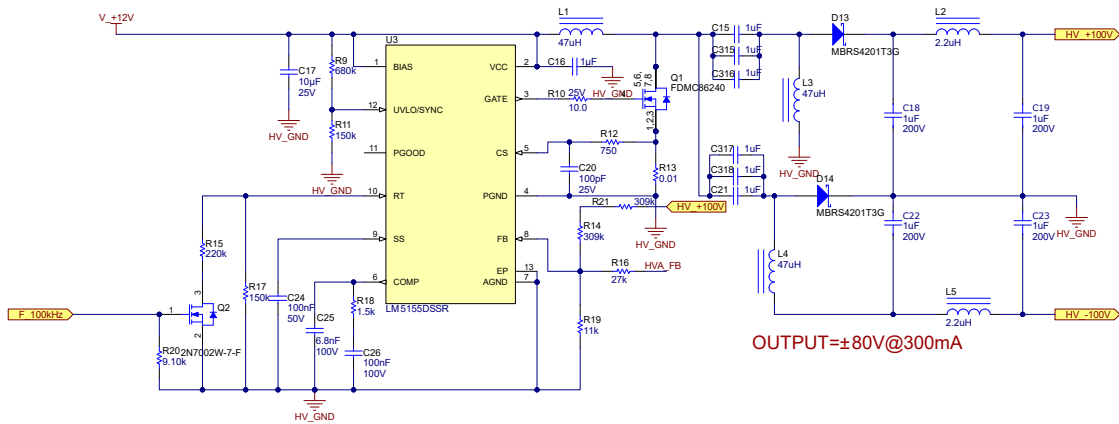 V_+12V
L1
47uH
C15
1uF
C315
1uF
C316
1uF
D13
MBRS4201T3G
L2
2.2uH
HV_+100V
C17
10µF
25V
HV_GND
R9
680k
R11
150k
HV_GND
U3
1
BIAS
VCC
2
12
UVLO/SYNC
GATE
3
11
PGOOD
CS
5
10
RT
PGND
4
9
SS
FB
8
6
COMP
EP
13
AGND
7
LM5155DSSR
C16
1µF
25V
HV_GND
R10
10.0
5,6,
7,8
4
1,2,3
Q1
FDMC86240
R12
750
C20
100pF
25V
R13
0.01
HV_GND
L3
47uH
HV_GND
C18
1uF
200V
C19
1uF
200V
C317
1uF
C318
1uF
C21
1uF
D14
MBRS4201T3G
R21
309k
HV_+100V
R14
309k
R16
27k
HVA_FB
R19
11k
C22
1uF
200V
C23
1uF
200V
HV_GND
L4
47uH
L5
2.2uH
HV_-100V
R15
220k
R17
150k
C24
100nF
50V
C25
6.8nF
100V
R18
1.5k
C26
100nF
100V
F_100kHz
1
3
2
Q2
2N7002W-7-F
R20
9.10k
HV_GND
OUTPUT=±80V@300mA